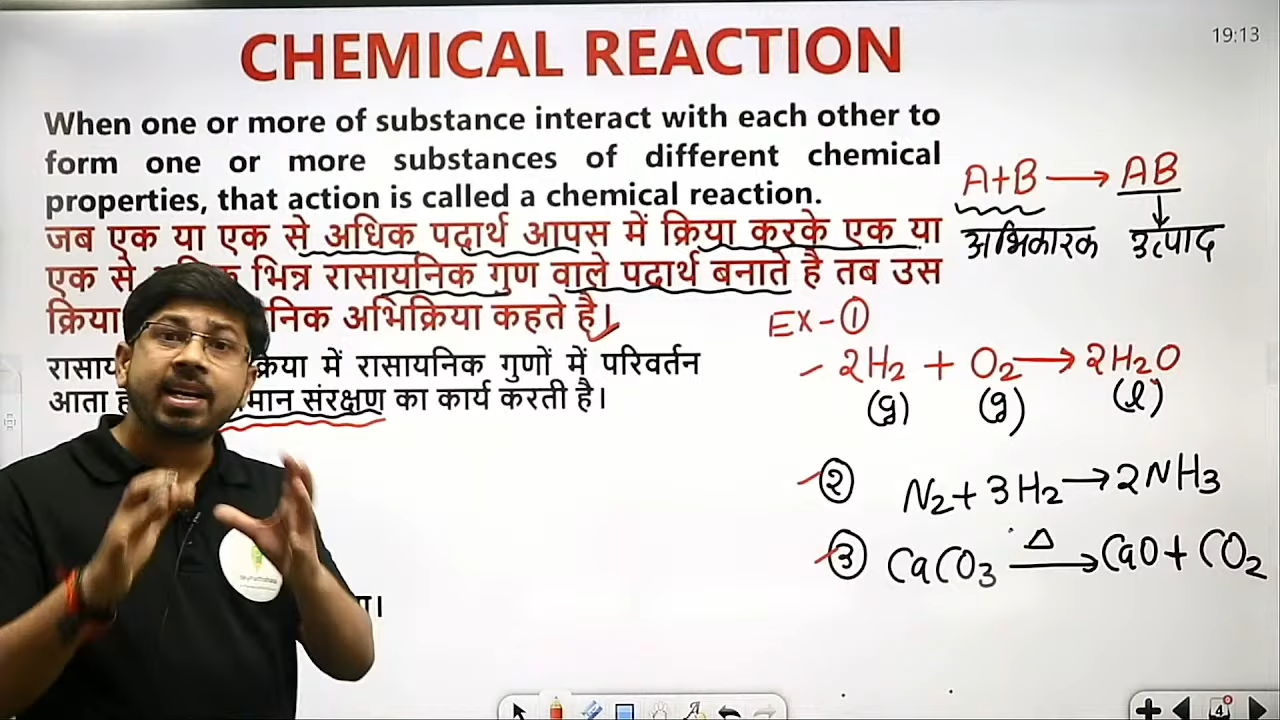 CHEMICAL REACTION
19:13
When one or more of substance interact with each other to
form one or more substances of different chemical
properties, that action is called a chemical reaction.
जब एक या एक से अधिक पदार्थ आपस में क्रिया करके एक या
एक से भिन्न रासायनिक गुण वाले पदार्थ बनाते है तब उस
क्रिया निक अभिक्रिया कहते है।
रासाय क्रिया में रासायनिक गुणों में परिवर्तन
आता ह मान संरक्षण का कार्य करती है।
A+B → AB
अभिकारक उत्पाद
EX-①
2H₂ + O₂ → 2H₂O
(g) (g) (l)
② N₂+3H₂ → 2NH₃
③ CaCO₃ △→ CaO + CO₂
4